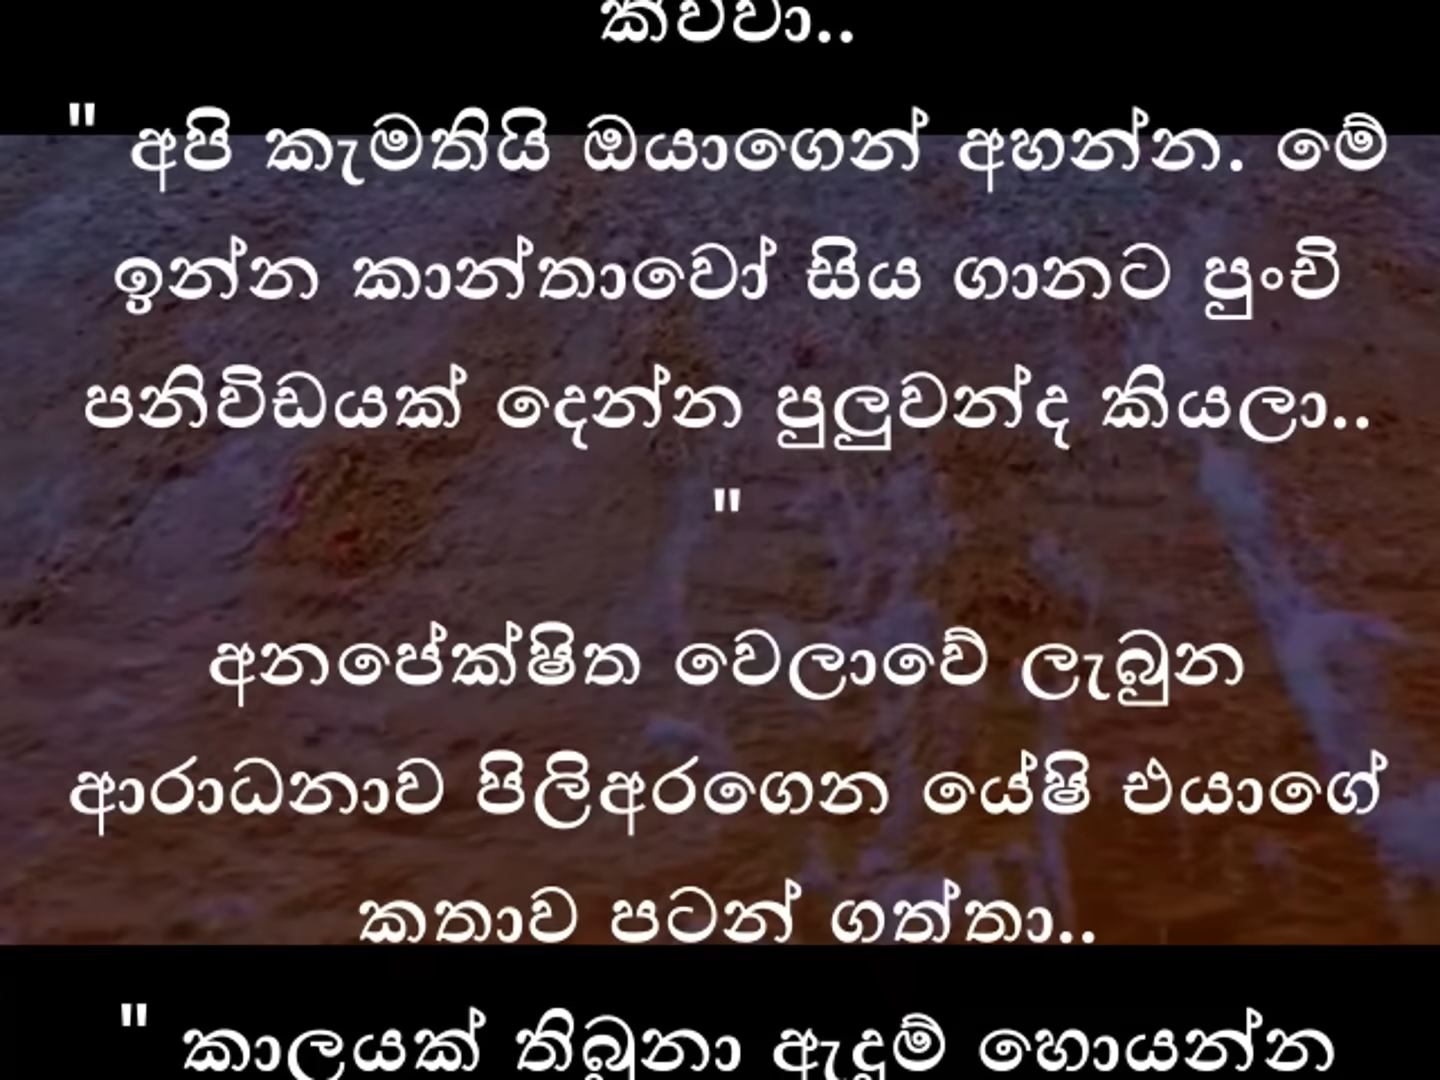 කිව්වා..
" අපි කැමතියි ඔයාගෙන් අහන්න. මේ
ඉන්න කාන්තාවෝ සිය ගානට පුංචි
පනිවිඩයක් දෙන්න පුලුවන්ද කියලා..
"
අනපේක්ෂිත වෙලාවේ ලැබුන
ආරාධනාව පිලිඅරගෙන යේෂි එයාගේ
කතාව පටන් ගත්තා..
" කාලයක් තිබුනා ඇදුම් හොයන්න